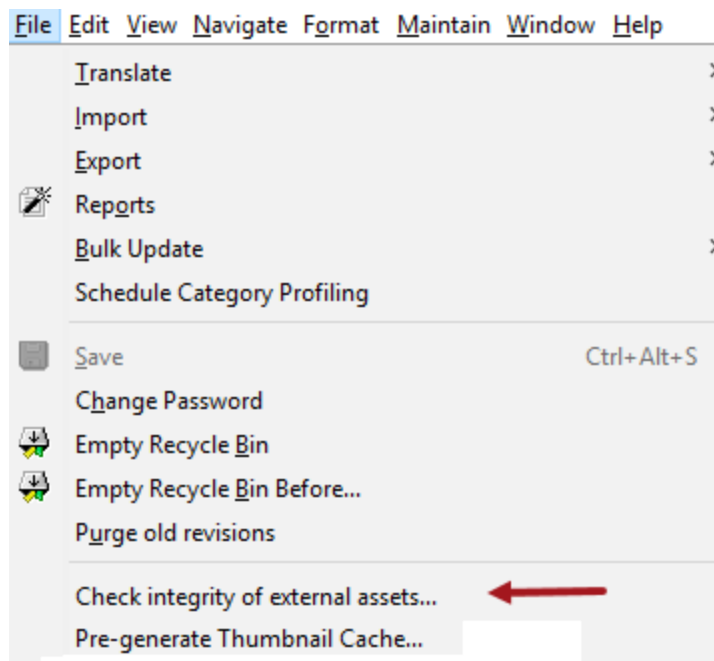 File Edit View Navigate Format Maintain Window Help
Translate
Import
Export
Reports
Bulk Update
Schedule Category Profiling
Save Ctrl+Alt+S
Change Password
Empty Recycle Bin
Empty Recycle Bin Before...
Purge old revisions
Check integrity of external assets...
Pre-generate Thumbnail Cache...